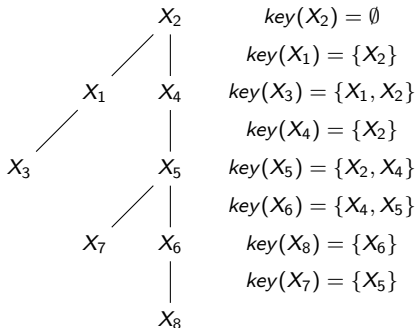 X₂ key(X₂) = ∅
key(X₁) = {X₂}
X₁ X₄ key(X₃) = {X₁, X₂}
key(X₄) = {X₂}
X₃ X₅ key(X₅) = {X₂, X₄}
key(X₆) = {X₄, X₅}
X₇ X₆ key(X₈) = {X₆}
key(X₇) = {X₅}
X₈